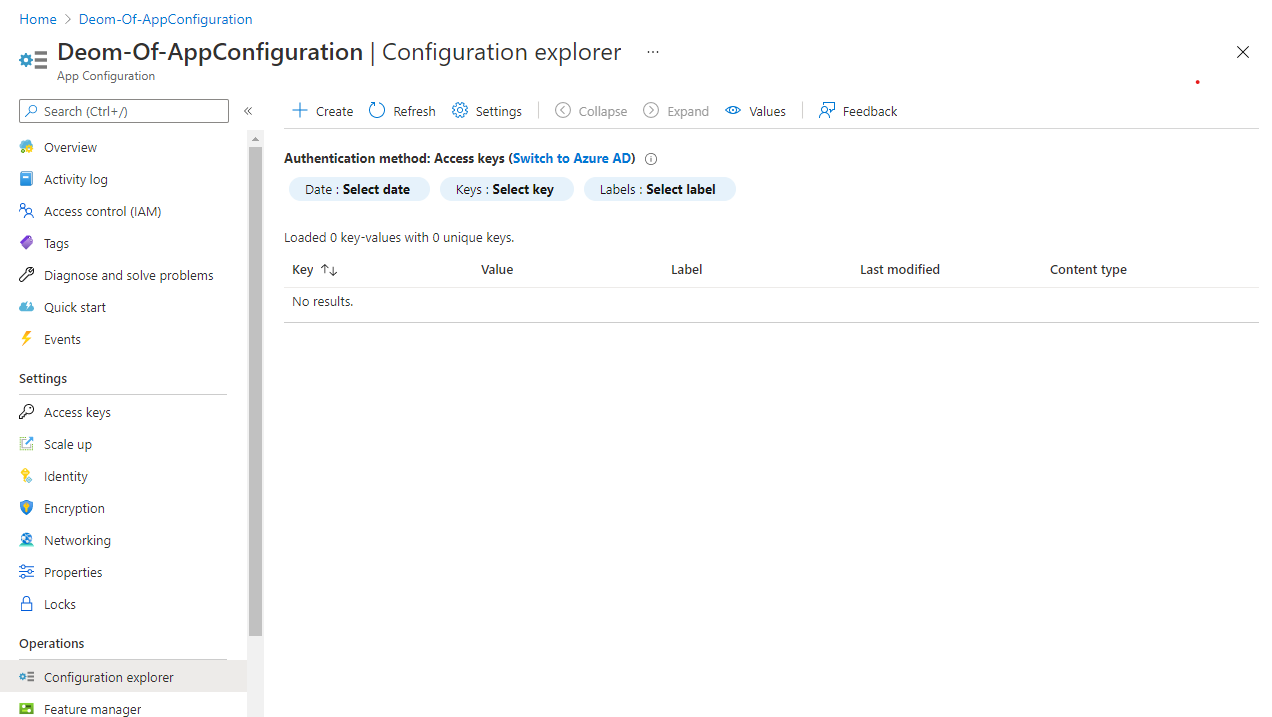 Home > Deom-Of-AppConfiguration
Deom-Of-AppConfiguration | Configuration explorer ...
App Configuration
Search (Ctrl+/) «
Overview
Activity log
Access control (IAM)
Tags
Diagnose and solve problems
Quick start
Events
Settings
Access keys
Scale up
Identity
Encryption
Networking
Properties
Locks
Operations
Configuration explorer
Feature manager
Create Refresh Settings Collapse Expand Values Feedback
Authentication method: Access keys (Switch to Azure AD)
Date : Select date Keys : Select key Labels : Select label
Loaded 0 key-values with 0 unique keys.
Key ↑↓ Value Label Last modified Content type
No results.